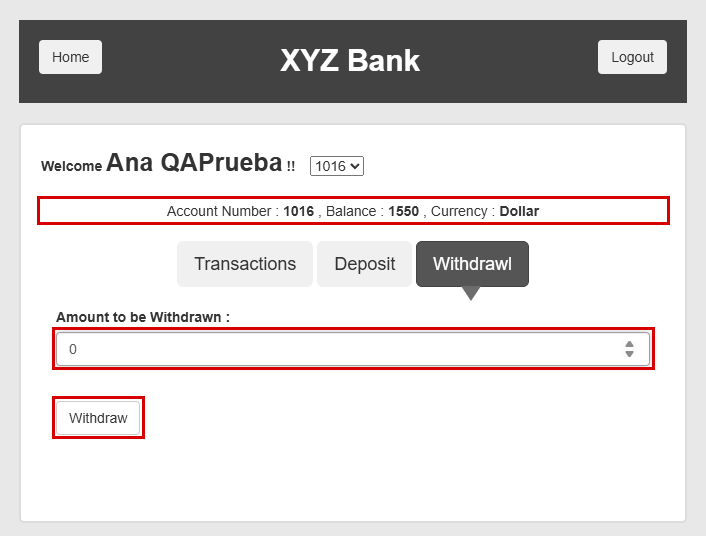 Home XYZ Bank Logout
Welcome Ana QAPrueba !! 1016
Account Number : 1016 , Balance : 1550 , Currency : Dollar
Transactions Deposit Withdrawl
Amount to be Withdrawn :
0
Withdraw